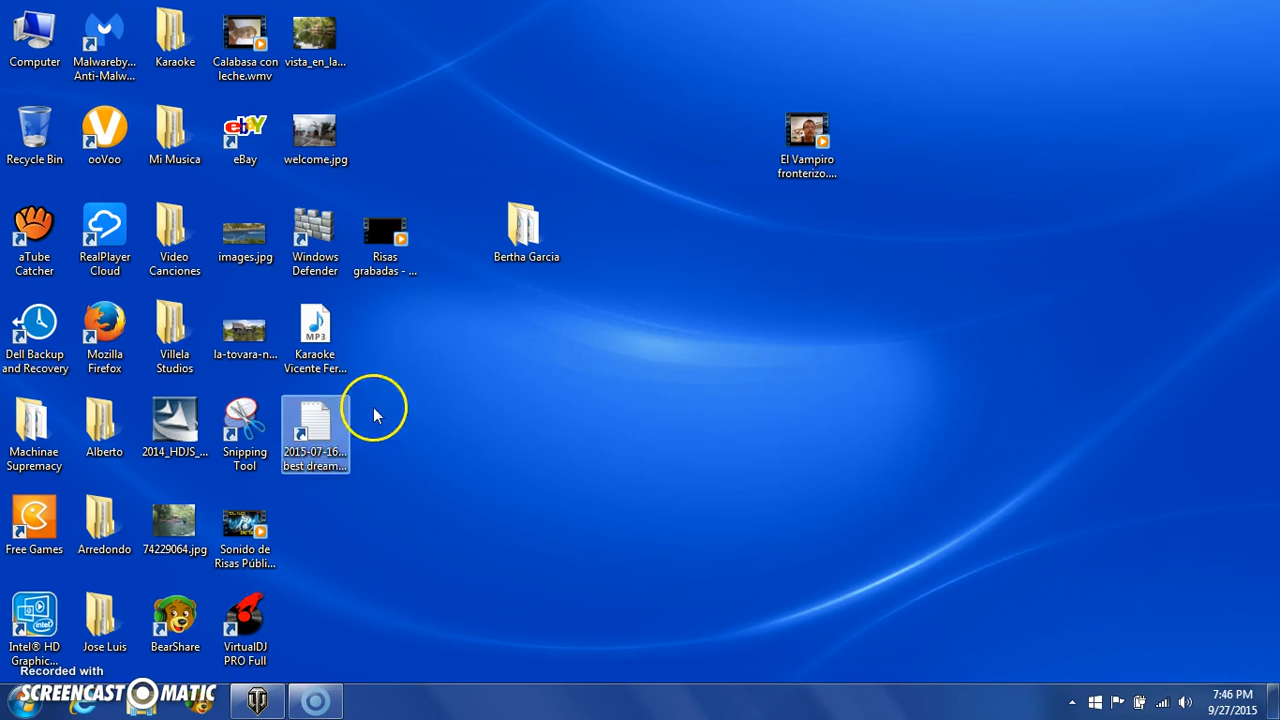 Computer
Malwareby...
Anti-Malw...
Karaoke
Calabasa con
leche.wmv
vista_en_la...
Recycle Bin
ooVoo
Mi Musica
ebY
eBay
welcome.jpg
El Vampiro
fronterizo....
aTube
Catcher
RealPlayer
Cloud
Video
Canciones
images.jpg
Windows
Defender
Risas
grabadas - ...
Bertha Garcia
Dell Backup
and Recovery
Mozilla
Firefox
Villela
Studios
la-tovara-n...
MP3
Karaoke
Vicente Fer...
Machinae
Supremacy
Alberto
2014_HDJS_...
Snipping
Tool
2015-07-16...
best dream...
Free Games
Arredondo
74229064.jpg
Sonido de
Risas Públi...
Intel® HD
Graphic...
Jose Luis
BearShare
VirtualDJ
PRO Full
Recorded with
SCREENCAST-O-MATIC
7:46 PM
9/27/2015